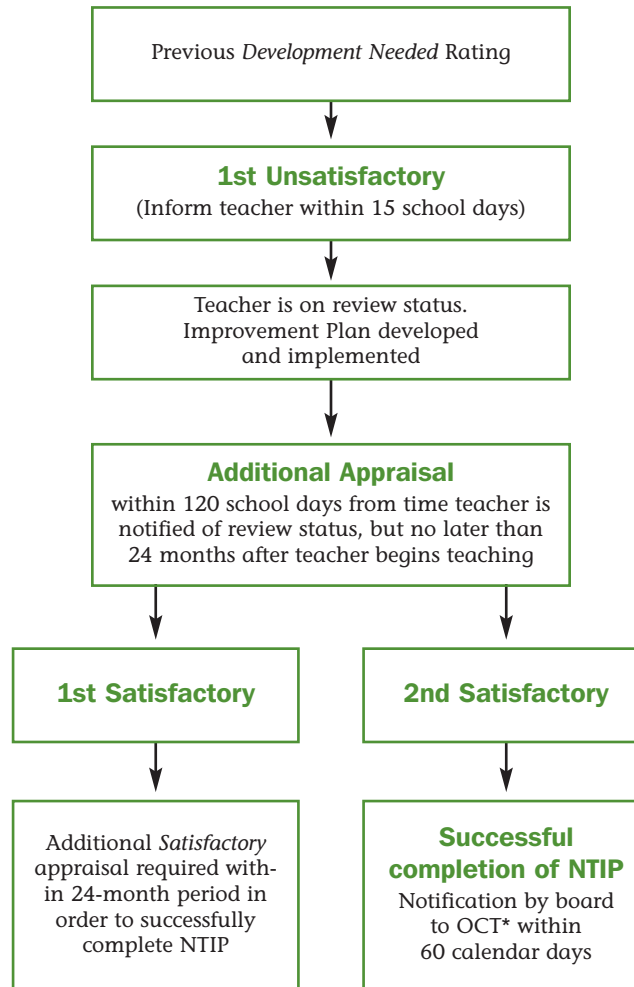 Previous Development Needed Rating
1st Unsatisfactory
(Inform teacher within 15 school days)
Teacher is on review status.
Improvement Plan developed
and implemented
Additional Appraisal
within 120 school days from time teacher is
notified of review status, but no later than
24 months after teacher begins teaching
1st Satisfactory
2nd Satisfactory
Additional Satisfactory
appraisal required with-
in 24-month period in
order to successfully
complete NTIP
Successful
completion of NTIP
Notification by board
to OCT* within
60 calendar days